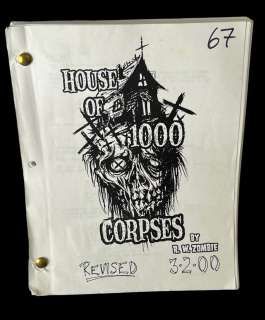 67
HOUSE
OF
1000
CORPSES
BY
R. W. ZOMBIE
REVISED 3·2·00